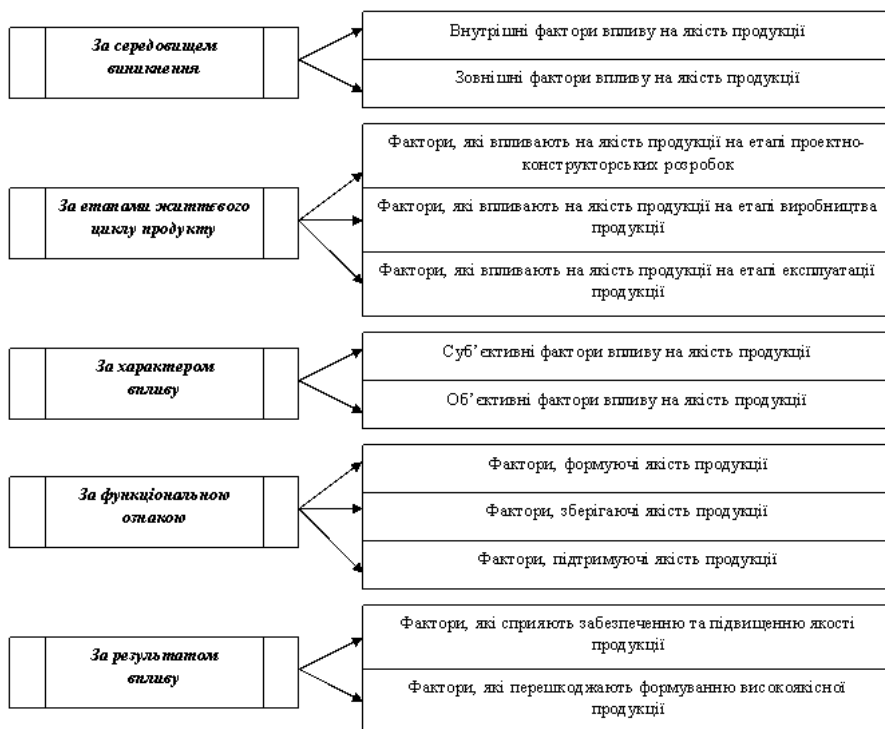 За середовищем
виникнення
Внутрішні фактори впливу на якість продукції
Зовнішні фактори впливу на якість продукції
За етапами життєвого
циклу продукту
Фактори, які впливають на якість продукції на етапі проектно-
конструкторських розробок
Фактори, які впливають на якість продукції на етапі виробництва
продукції
Фактори, які впливають на якість продукції на етапі експлуатації
продукції
За характером
впливу
Суб’єктивні фактори впливу на якість продукції
Об’єктивні фактори впливу на якість продукції
За функціональною
ознакою
Фактори, формуючі якість продукції
Фактори, зберігаючі якість продукції
Фактори, підтримуючі якість продукції
За результатом
впливу
Фактори, які сприяють забезпеченню та підвищенню якості
продукції
Фактори, які перешкоджають формуванню високоякісної
продукції